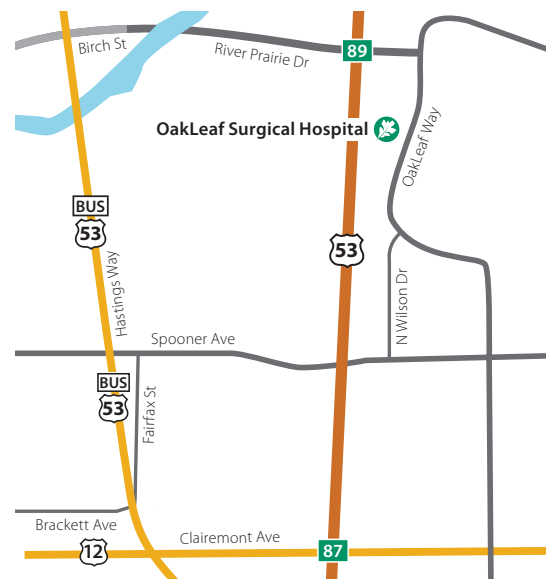 Birch St
River Prairie Dr
89
OakLeaf Surgical Hospital
OakLeaf Way
BUS
53
53
Hastings Way
N Wilson Dr
Spooner Ave
BUS
53
Fairfax St
Brackett Ave
Clairemont Ave
12
87